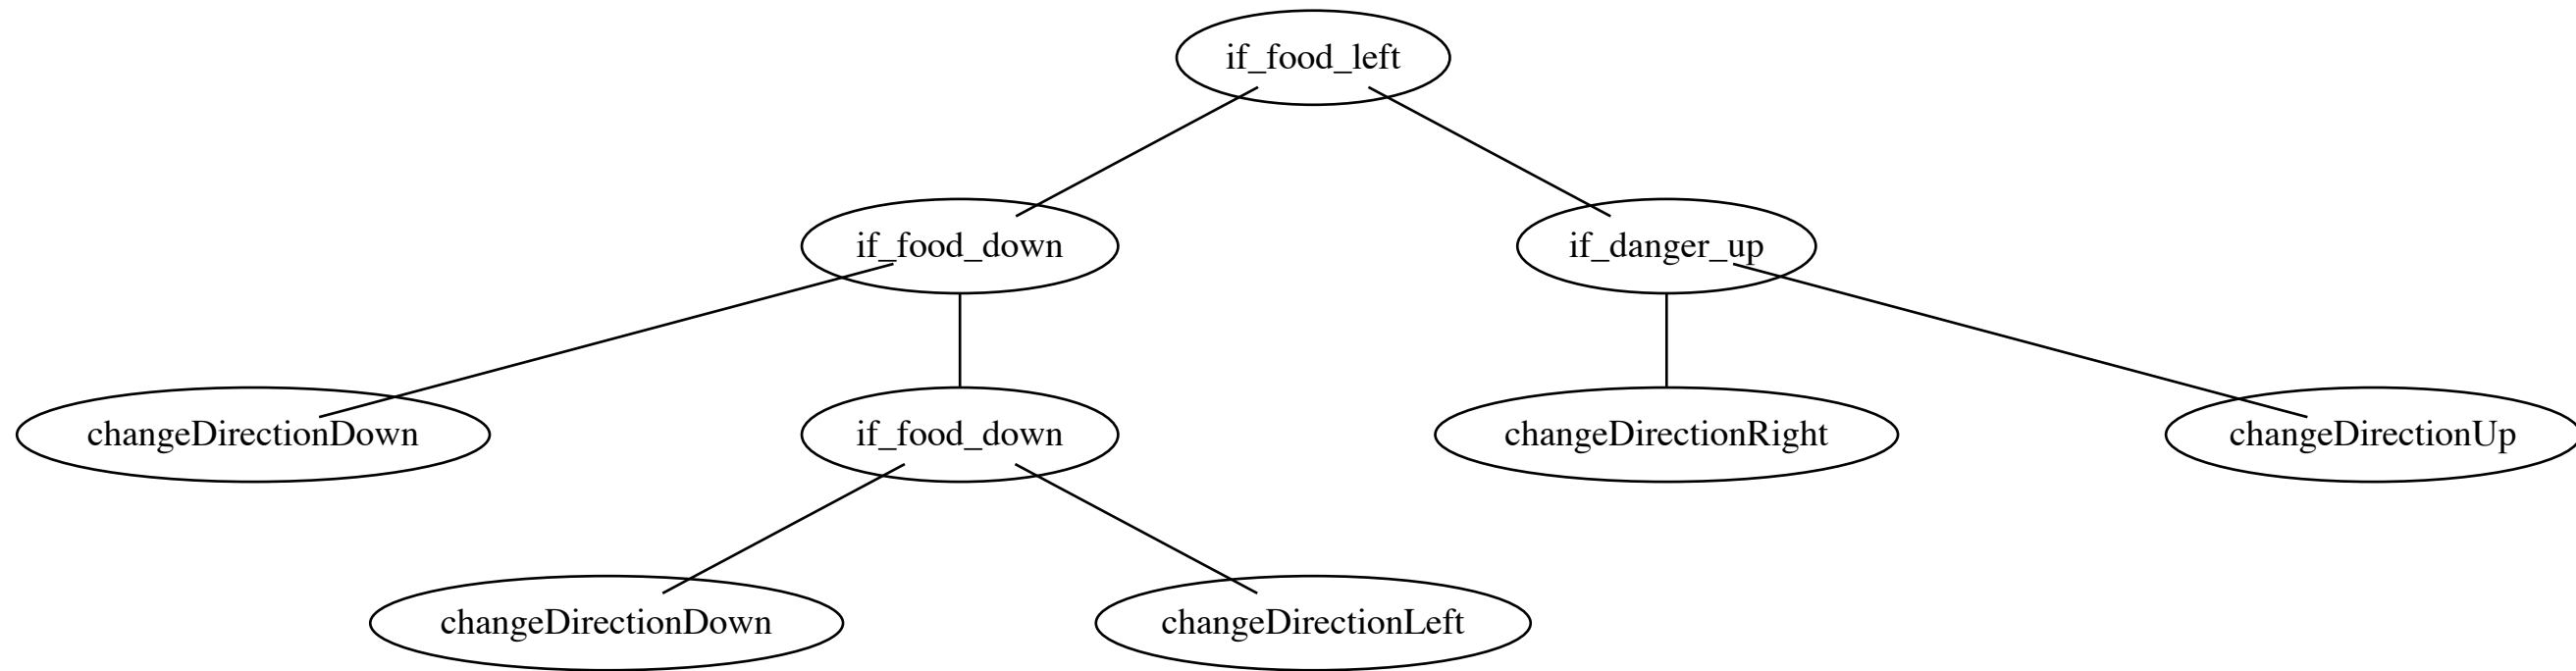 if_food_left
if_food_down
if_danger_up
changeDirectionDown
if_food_down
changeDirectionRight
changeDirectionUp
changeDirectionDown
changeDirectionLeft